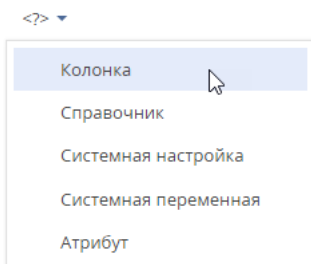 <?>
Колонка
Справочник
Системная настройка
Системная переменная
Атрибут